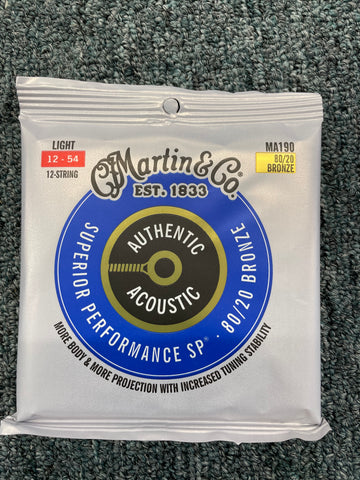 LIGHT
12 - 54
12-STRING
MA190
80/20
BRONZE
Martin & Co.
EST. 1833
AUTHENTIC
ACOUSTIC
SUPERIOR PERFORMANCE SP® · 80/20 BRONZE
MORE BODY & MORE PROJECTION WITH INCREASED TUNING STABILITY